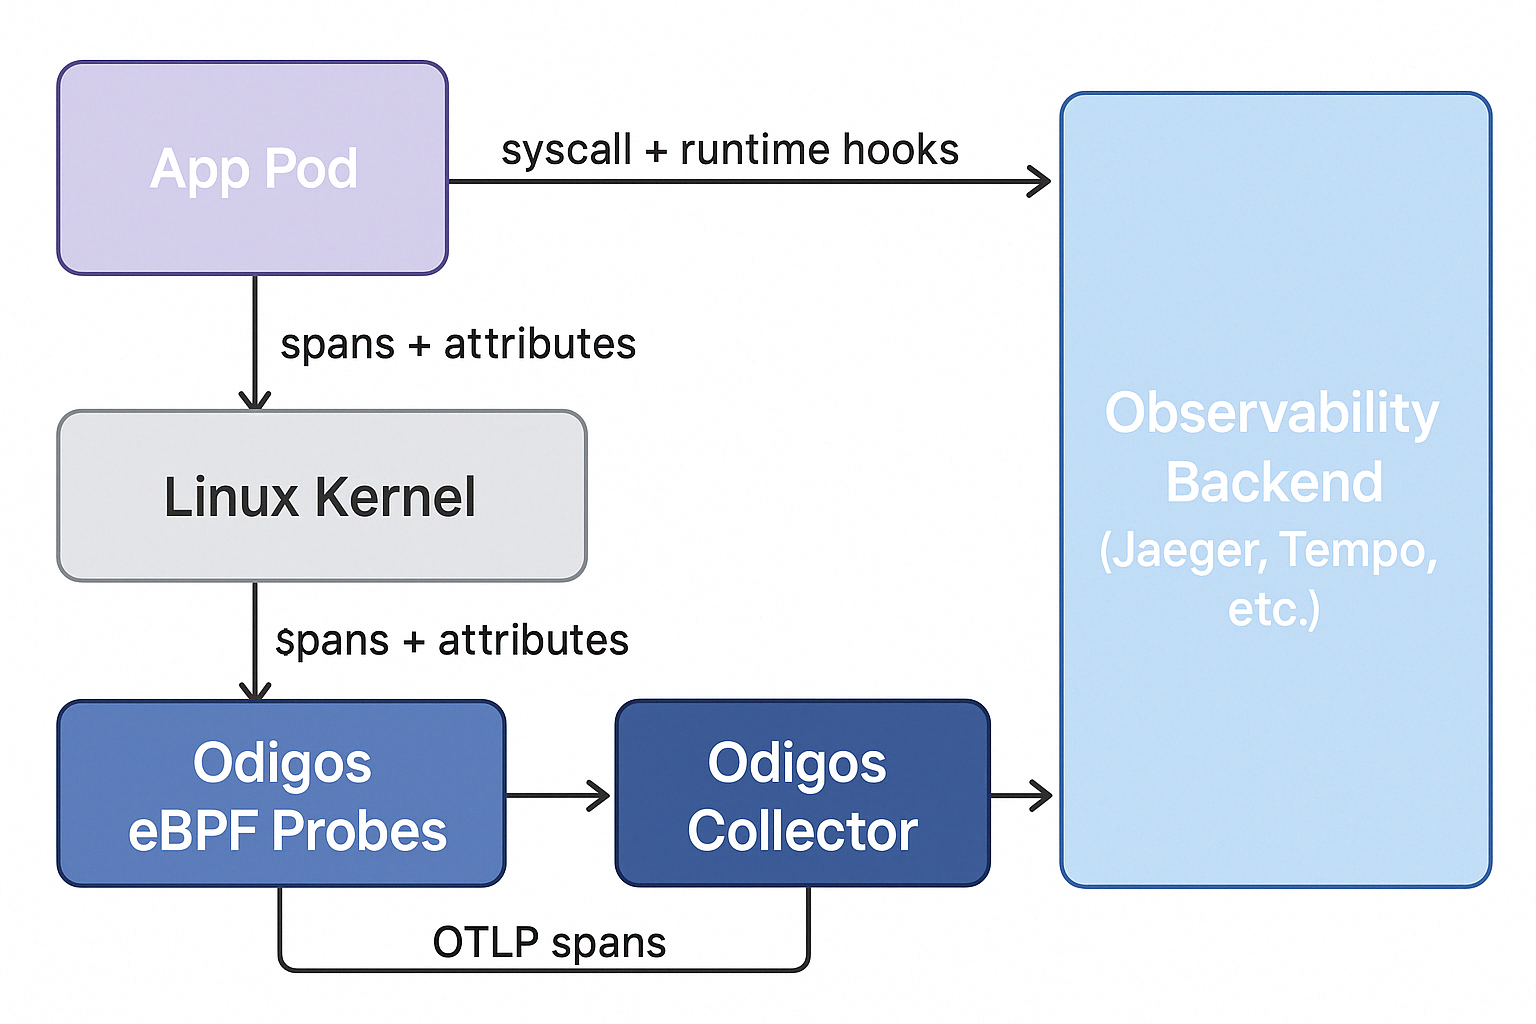 App Pod
syscall + runtime hooks
spans + attributes
Linux Kernel
spans + attributes
Odigos
eBPF Probes
Odigos
Collector
OTLP spans
Observability
Backend
(Jaeger, Tempo,
etc.)